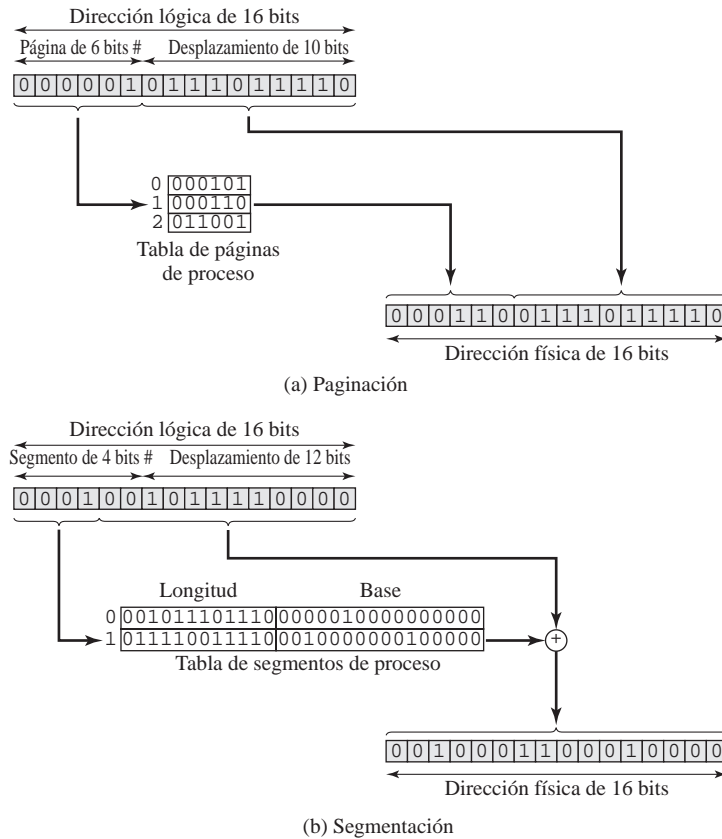 Dirección lógica de 16 bits
Página de 6 bits # Desplazamiento de 10 bits
0 0 0 0 0 1 0 1 1 1 0 1 1 1 1 0
0 000101
1 000110
2 011001
Tabla de páginas
de proceso
0 0 0 1 1 0 0 1 1 1 0 1 1 1 1 0
Dirección física de 16 bits
(a) Paginación
Dirección lógica de 16 bits
Segmento de 4 bits # Desplazamiento de 12 bits
0 0 0 1 0 0 1 0 1 1 1 1 0 0 0 0
Longitud Base
0 001011101110 0000010000000000
1 011110011110 0010000000100000
+
Tabla de segmentos de proceso
0 0 1 0 0 0 1 1 0 0 0 1 0 0 0 0
Dirección física de 16 bits
(b) Segmentación